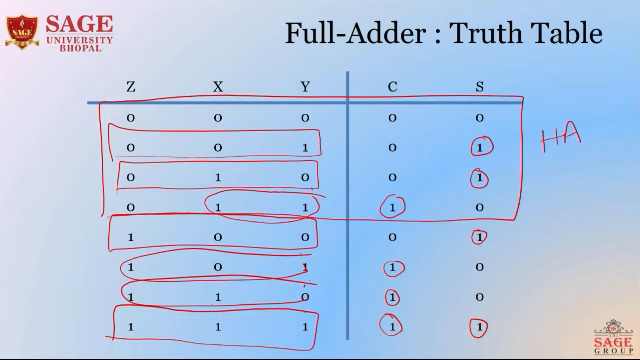 SAGE
UNIVERSITY
BHOPAL
SAGE
Full-Adder : Truth Table
Z X Y C S
0 0 0 0 0
0 0 1 0 1
0 1 0 0 1
0 1 1 1 0
1 0 0 0 1
1 0 1 1 0
1 1 0 1 0
1 1 1 1 1
HA
THE
SAGE
GROUP